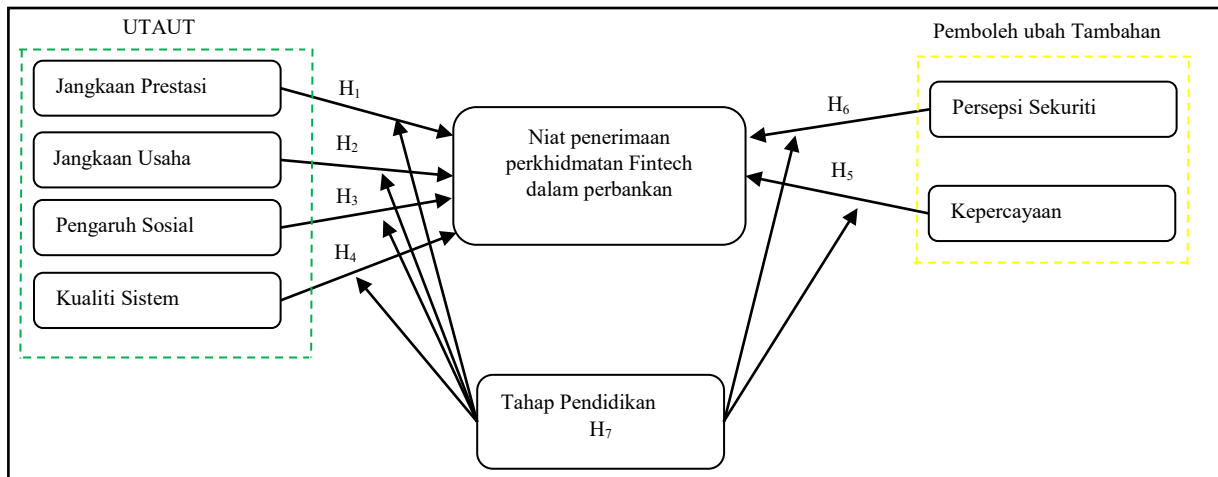 UTAUT
Jangkaan Prestasi
Jangkaan Usaha
Pengaruh Sosial
Kualiti Sistem
H₁
H₂
H₃
H₄
Niat penerimaan
perkhidmatan Fintech
dalam perbankan
Pemboleh ubah Tambahan
H₆
Persepsi Sekuriti
H₅
Kepercayaan
Tahap Pendidikan
H₇